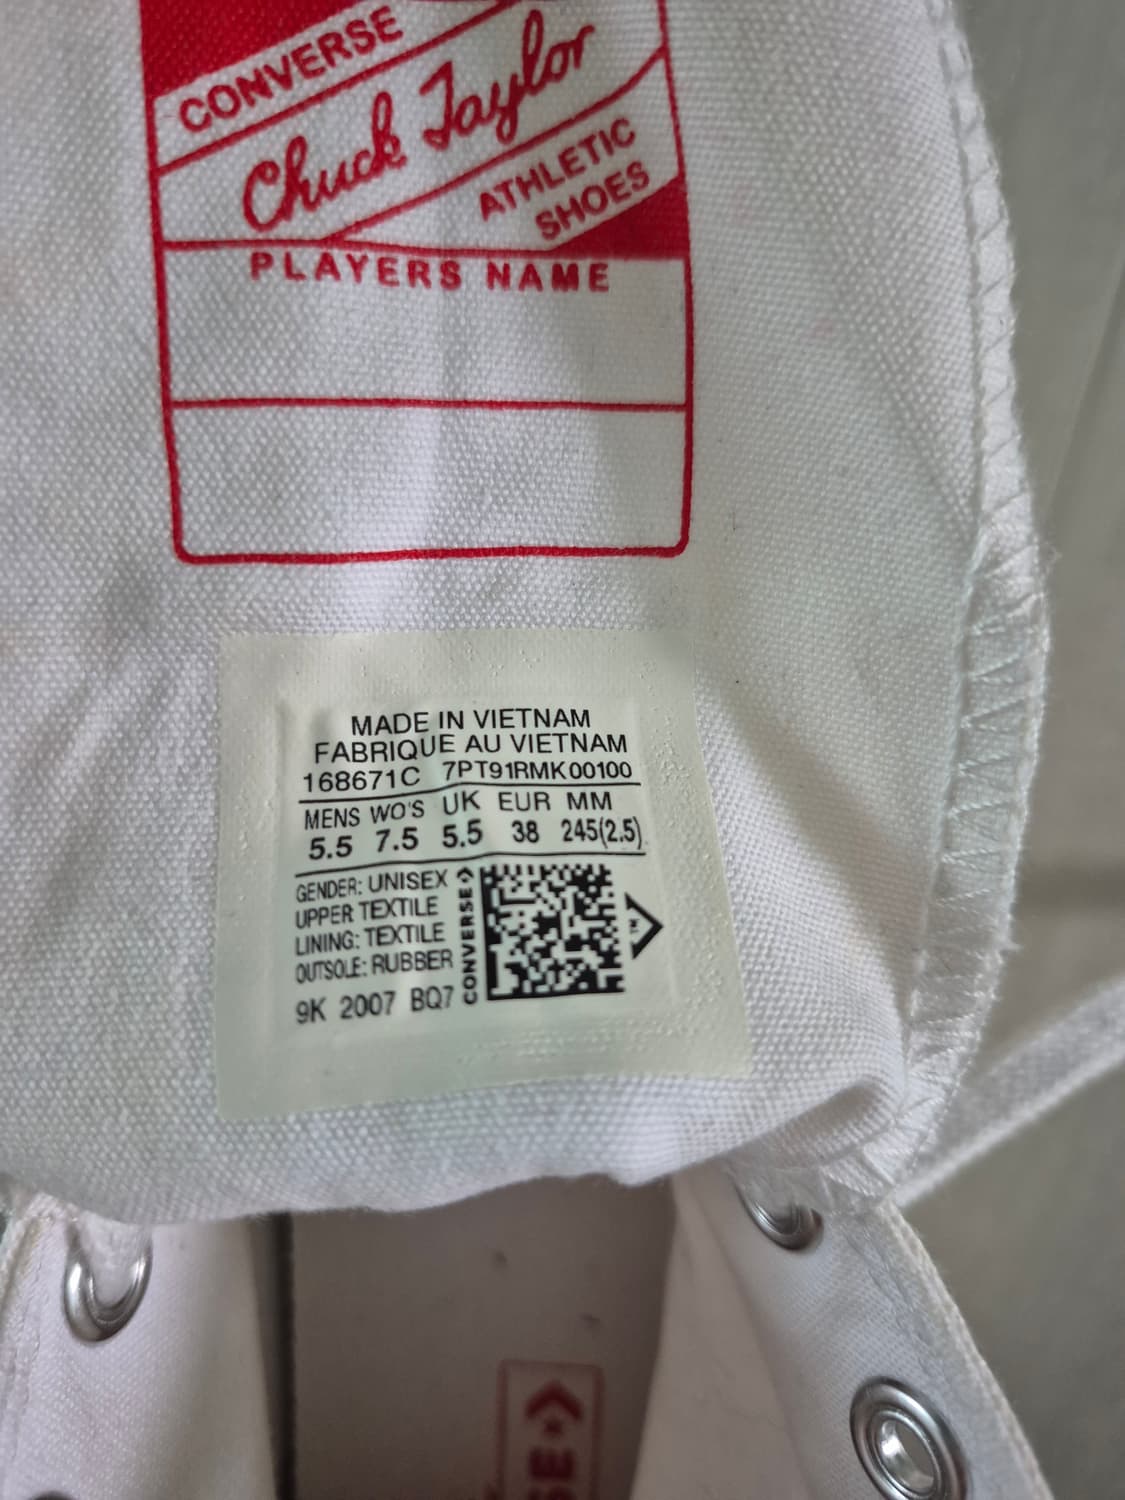 CONVERSE
Chuck Taylor
ATHLETIC
SHOES
PLAYERS NAME
MADE IN VIETNAM
FABRIQUE AU VIETNAM
168671C 7PT91RMK00100
MENS WO'S UK EUR MM
5.5 7.5 5.5 38 245(2.5)
GENDER: UNISEX
UPPER TEXTILE
LINING: TEXTILE
OUTSOLE: RUBBER
9K 2007 BQ7
CONVERSE
TM